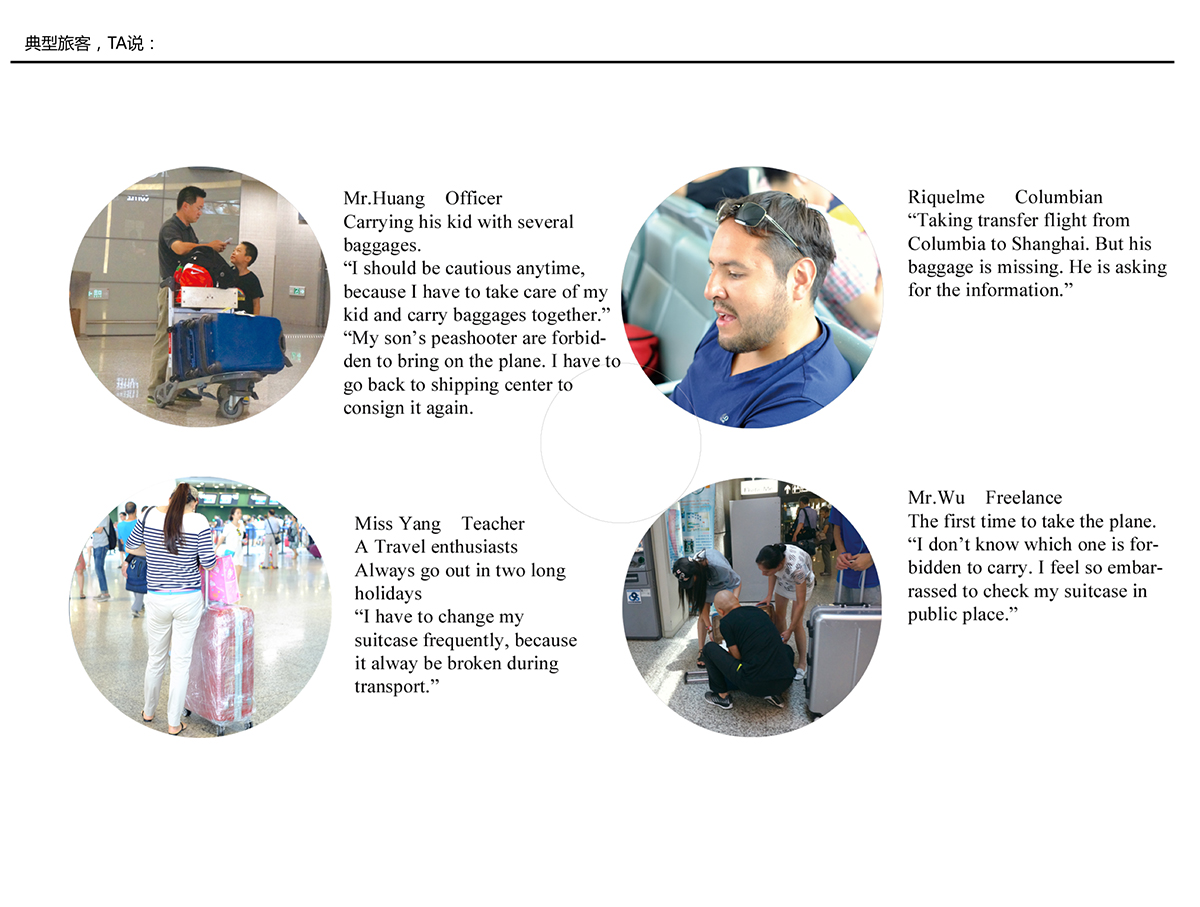 典型旅客，TA说：
Mr.Huang Officer
Carrying his kid with several
baggages.
“I should be cautious anytime,
because I have to take care of my
kid and carry baggages together.”
“My son’s peashooter are forbid-
den to bring on the plane. I have to
go back to shipping center to
consign it again.
Riquelme Columbian
“Taking transfer flight from
Columbia to Shanghai. But his
baggage is missing. He is asking
for the information.”
Miss Yang Teacher
A Travel enthusiasts
Always go out in two long
holidays
“I have to change my
suitcase frequently, because
it alway be broken during
transport.”
Mr.Wu Freelance
The first time to take the plane.
“I don’t know which one is for-
bidden to carry. I feel so embar-
rassed to check my suitcase in
public place.”